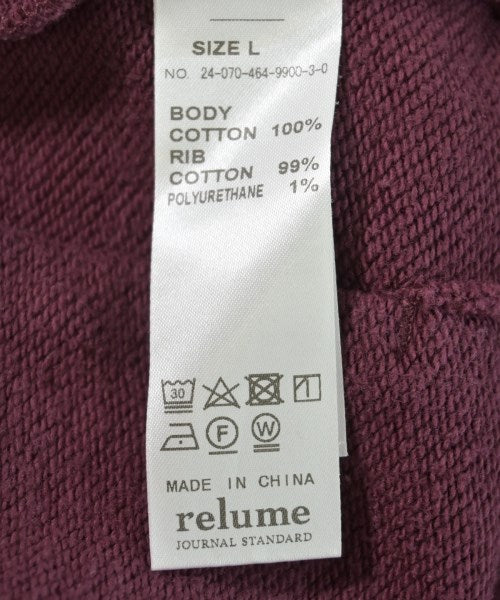 SIZE L
NO. 24-070-464-9900-3-0
BODY
COTTON 100%
RIB
COTTON 99%
POLYURETHANE 1%
30
F W
MADE IN CHINA
relume
JOURNAL STANDARD